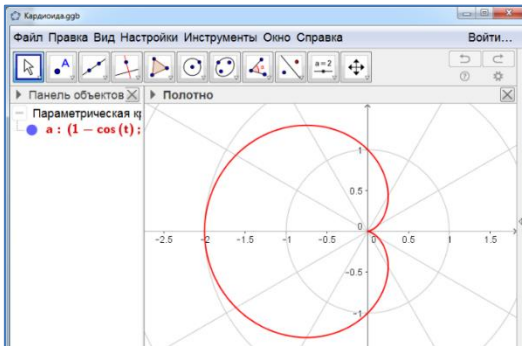 Кардиоида.ggb
Файл Правка Вид Настройки Инструменты Окно Справка Войти...
A α a = 2
Панель объектов Полотно
Параметрическая кр
a : (1 − cos (t) ;
1
0.5
0
-2.5 -2 -1.5 -1 -0.5 0 0.5 1 1.5
-0.5
-1